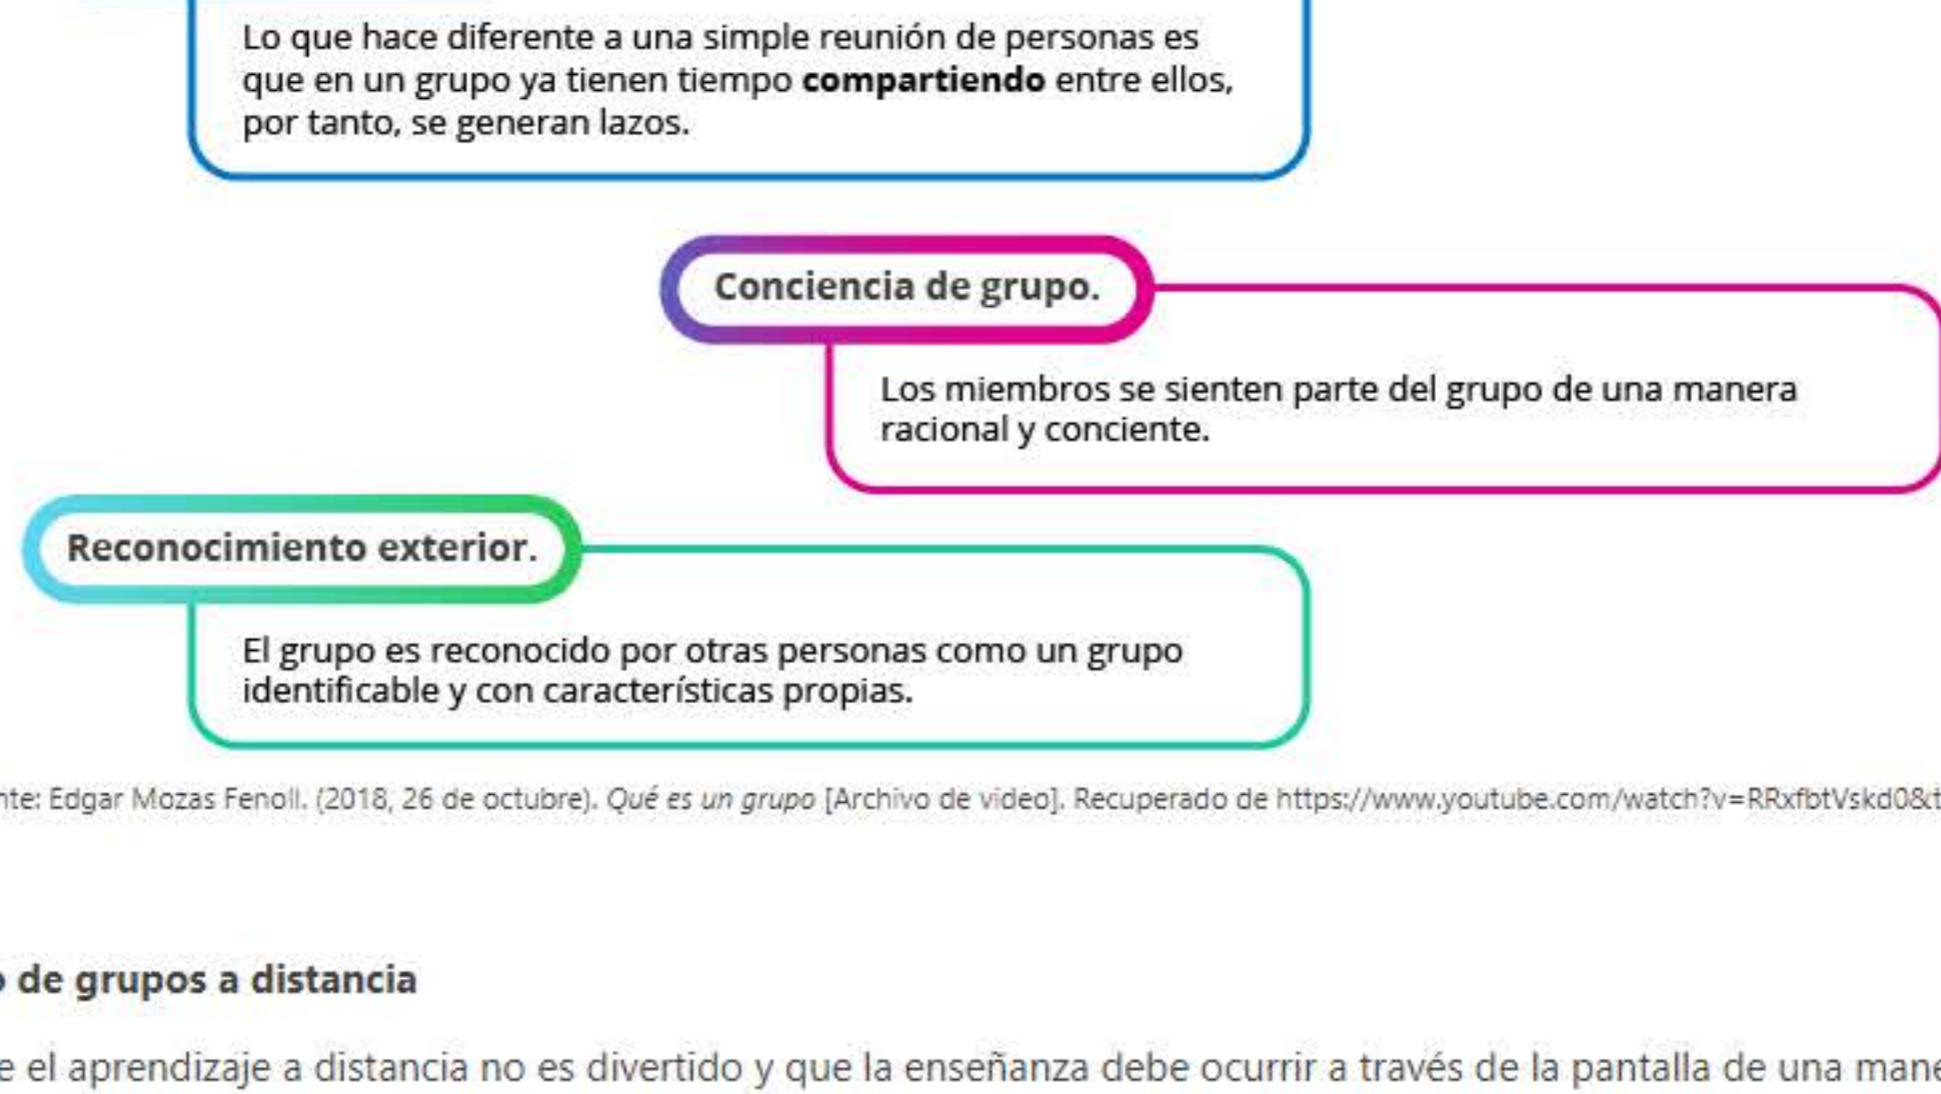 Lo que hace diferente a una simple reunión de personas es
que en un grupo ya tienen tiempo compartiendo entre ellos,
por tanto, se generan lazos.
Conciencia de grupo.
Los miembros se sienten parte del grupo de una manera
racional y conciente.
Reconocimiento exterior.
El grupo es reconocido por otras personas como un grupo
identificable y con características propias.
nte: Edgar Mozas Fenoll. (2018, 26 de octubre). Qué es un grupo [Archivo de video]. Recuperado de https://www.youtube.com/watch?v=RRxfbtVskd0&t
o de grupos a distancia
e el aprendizaje a distancia no es divertido y que la enseñanza debe ocurrir a través de la pantalla de una mane